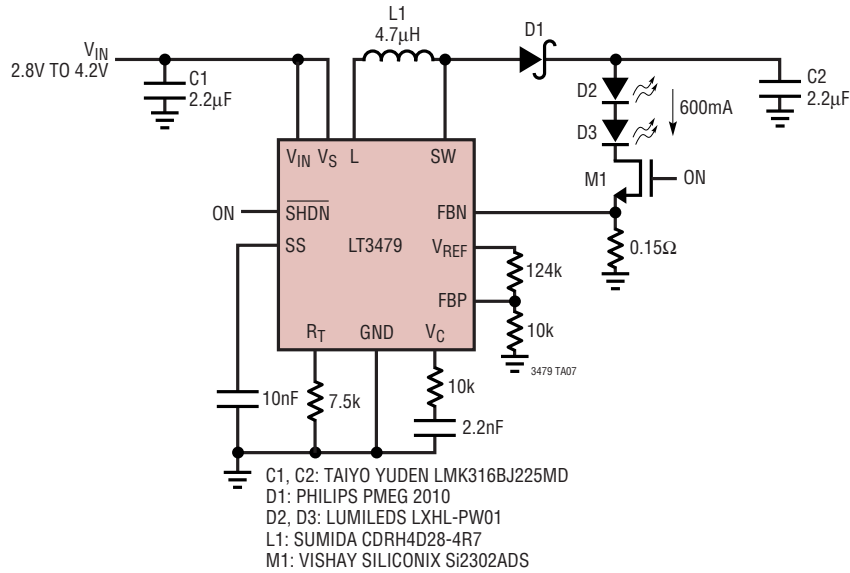 L1
4.7µH
D1
VIN
2.8V TO 4.2V
C1
2.2µF
D2
D3
600mA
C2
2.2µF
VIN VS L SW
M1
ON
ON
SHDN
FBN
SS
LT3479
VREF
0.15Ω
124k
FBP
RT GND VC
10k
3479 TA07
10nF
7.5k
10k
2.2nF
C1, C2: TAIYO YUDEN LMK316BJ225MD
D1: PHILIPS PMEG 2010
D2, D3: LUMILEDS LXHL-PW01
L1: SUMIDA CDRH4D28-4R7
M1: VISHAY SILICONIX Si2302ADS